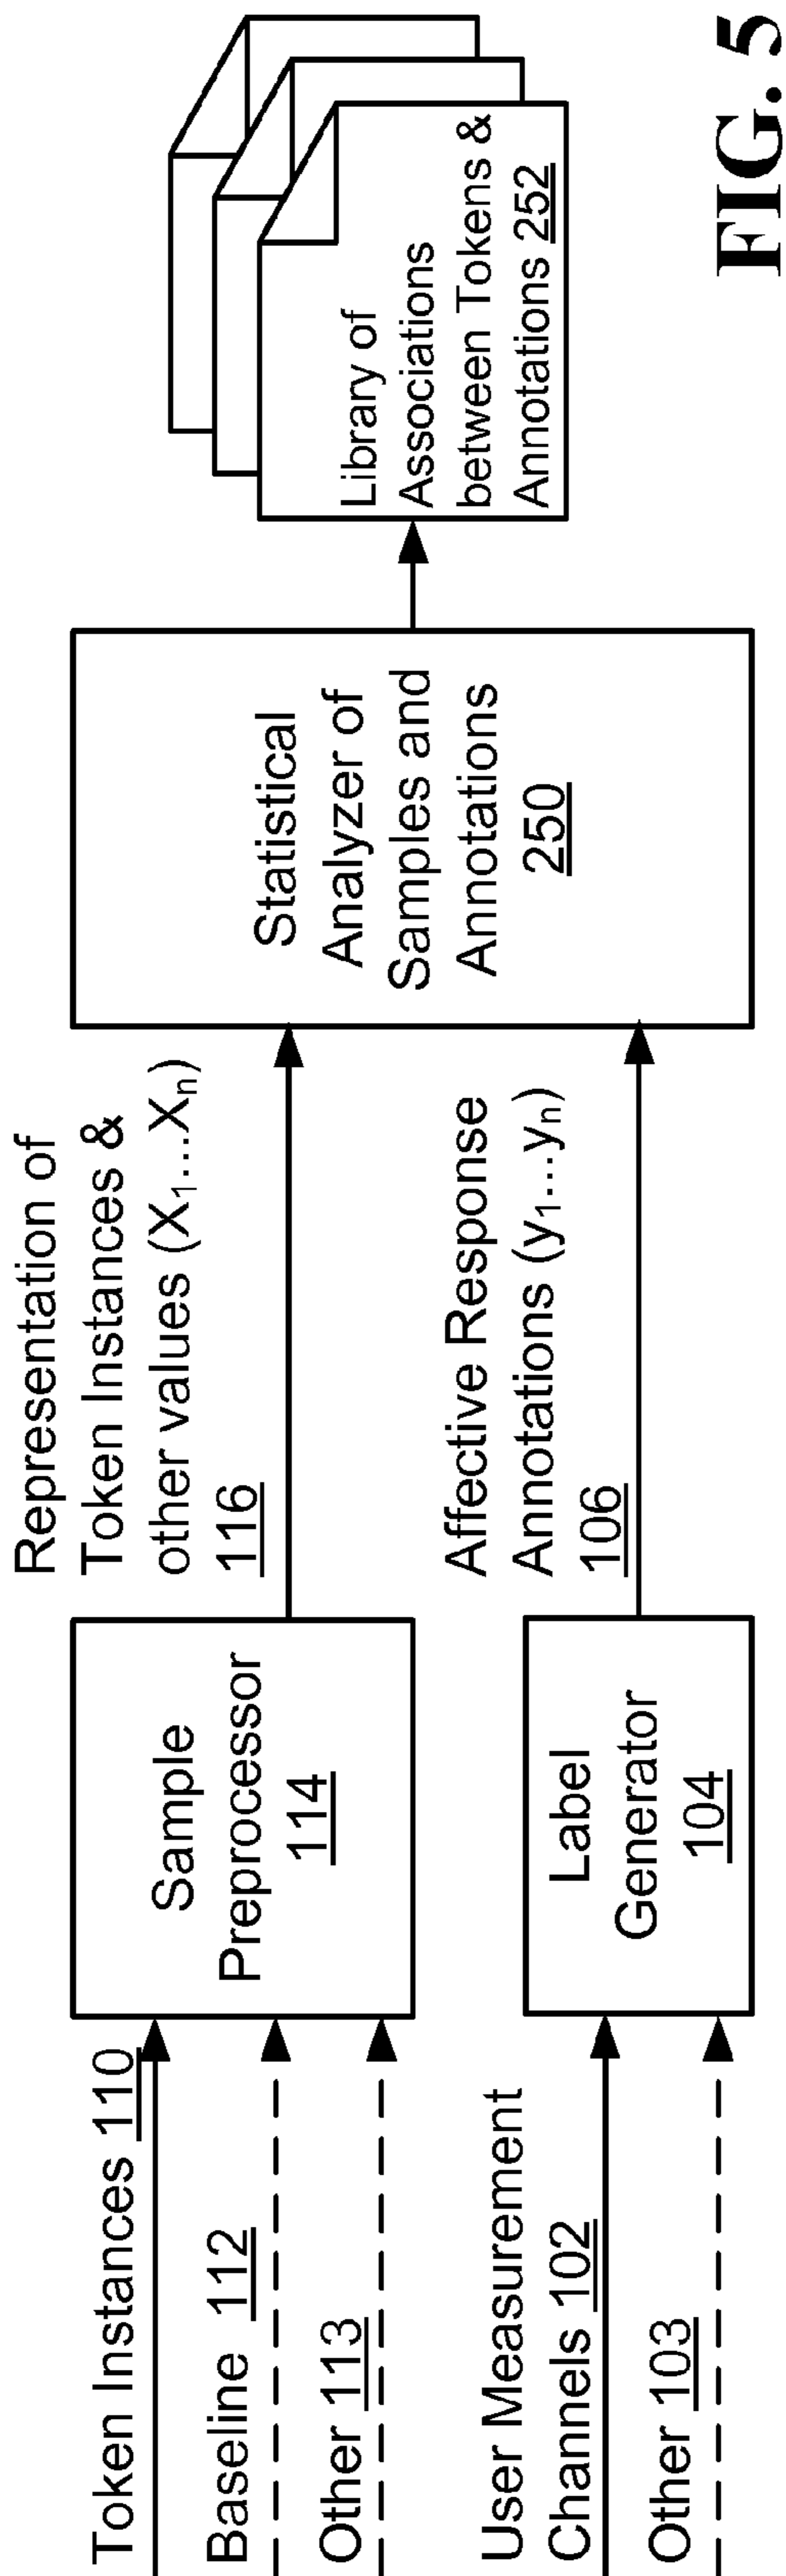 Token Instances 110
Baseline 112
Other 113
User Measurement
Channels 102
Other 103
Sample
Preprocessor
114
Label
Generator
104
Representation of
Token Instances &
other values (X₁...Xₙ)
116
Affective Response
Annotations (y₁...yₙ)
106
Statistical
Analyzer of
Samples and
Annotations
250
Library of
Associations
between Tokens &
Annotations 252
FIG. 5